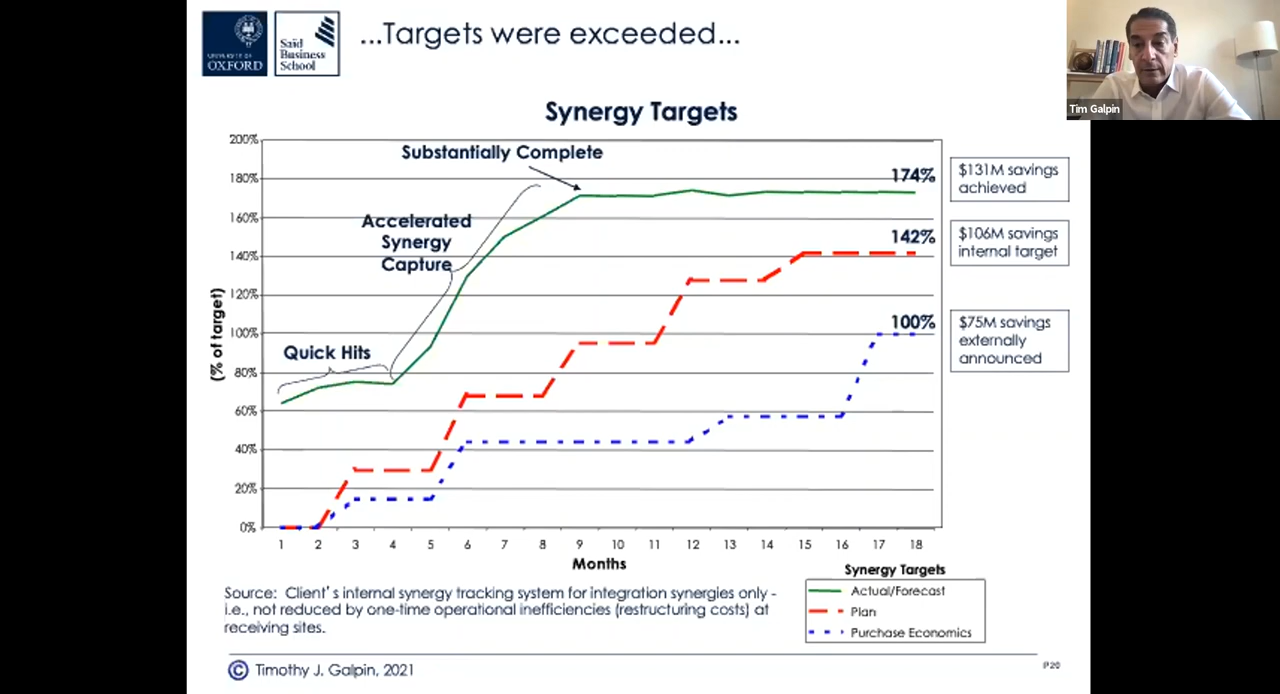 UNIVERSITY OF
OXFORD
Saïd
Business
School
...Targets were exceeded...
Tim Galpin
Synergy Targets
200%
180%
160%
140%
120%
100%
80%
60%
40%
20%
0%
(% of target)
Substantially Complete
Accelerated
Synergy
Capture
Quick Hits
174%
142%
100%
$131M savings
achieved
$106M savings
internal target
$75M savings
externally
announced
1 2 3 4 5 6 7 8 9 10 11 12 13 14 15 16 17 18
Months
Synergy Targets
Actual/Forecast
Plan
Purchase Economics
Source: Client's internal synergy tracking system for integration synergies only -
i.e., not reduced by one-time operational inefficiencies (restructuring costs) at
receiving sites.
© Timothy J. Galpin, 2021
P20